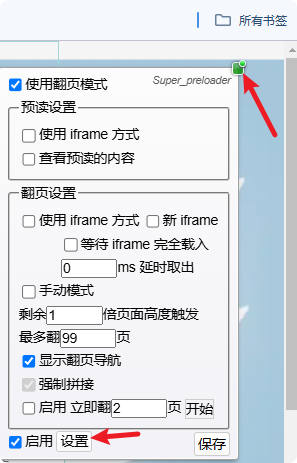 所有书签
使用翻页模式 Super_preloader
预读设置
使用 iframe 方式
查看预读的内容
翻页设置
使用 iframe 方式 新 iframe
等待 iframe 完全载入
0 ms 延时取出
手动模式
剩余 1 倍页面高度触发
最多翻 99 页
显示翻页导航
强制拼接
启用 立即翻 2 页 开始
启用 设置 保存